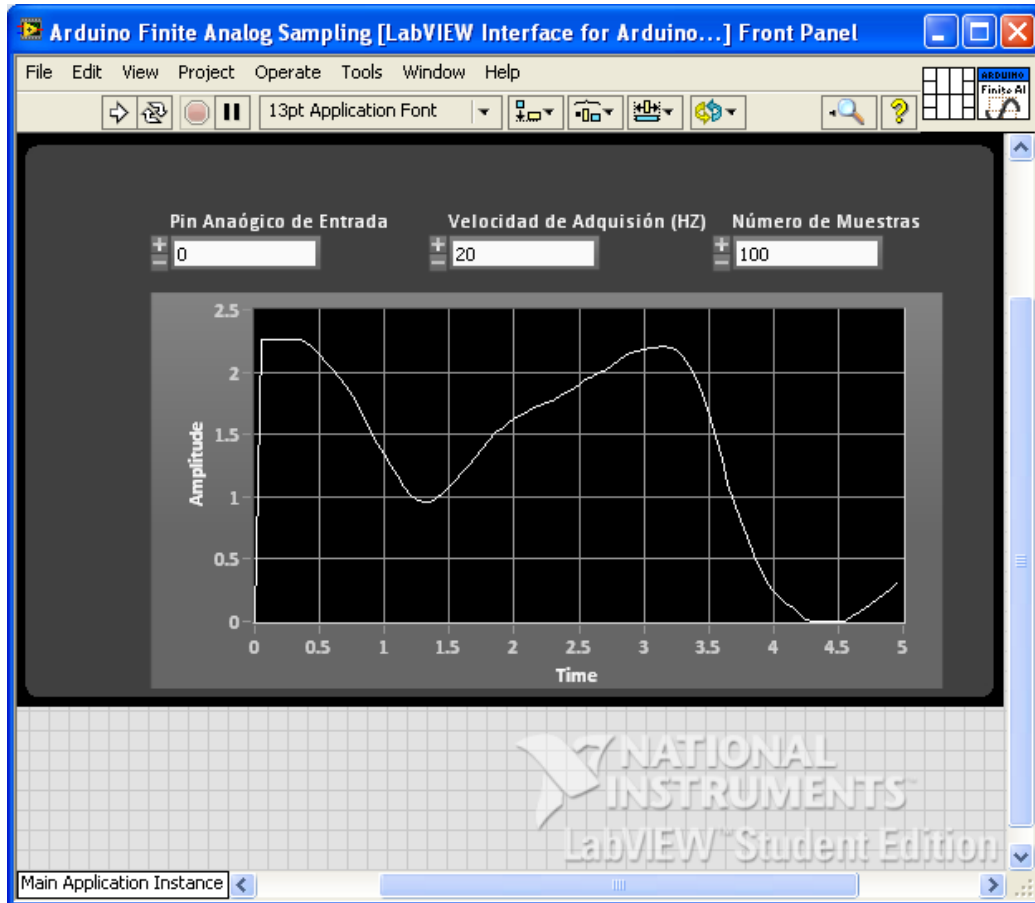 Arduino Finite Analog Sampling [LabVIEW Interface for Arduino...] Front Panel
File Edit View Project Operate Tools Window Help
13pt Application Font
ARDUINO
Finite AI
Pin Anaógico de Entrada
Velocidad de Adquisión (HZ)
Número de Muestras
0
20
100
Amplitude
2.5
2
1.5
1
0.5
0
0 0.5 1 1.5 2 2.5 3 3.5 4 4.5 5
Time
NATIONAL
INSTRUMENTS™
LabVIEW™ Student Edition
Main Application Instance